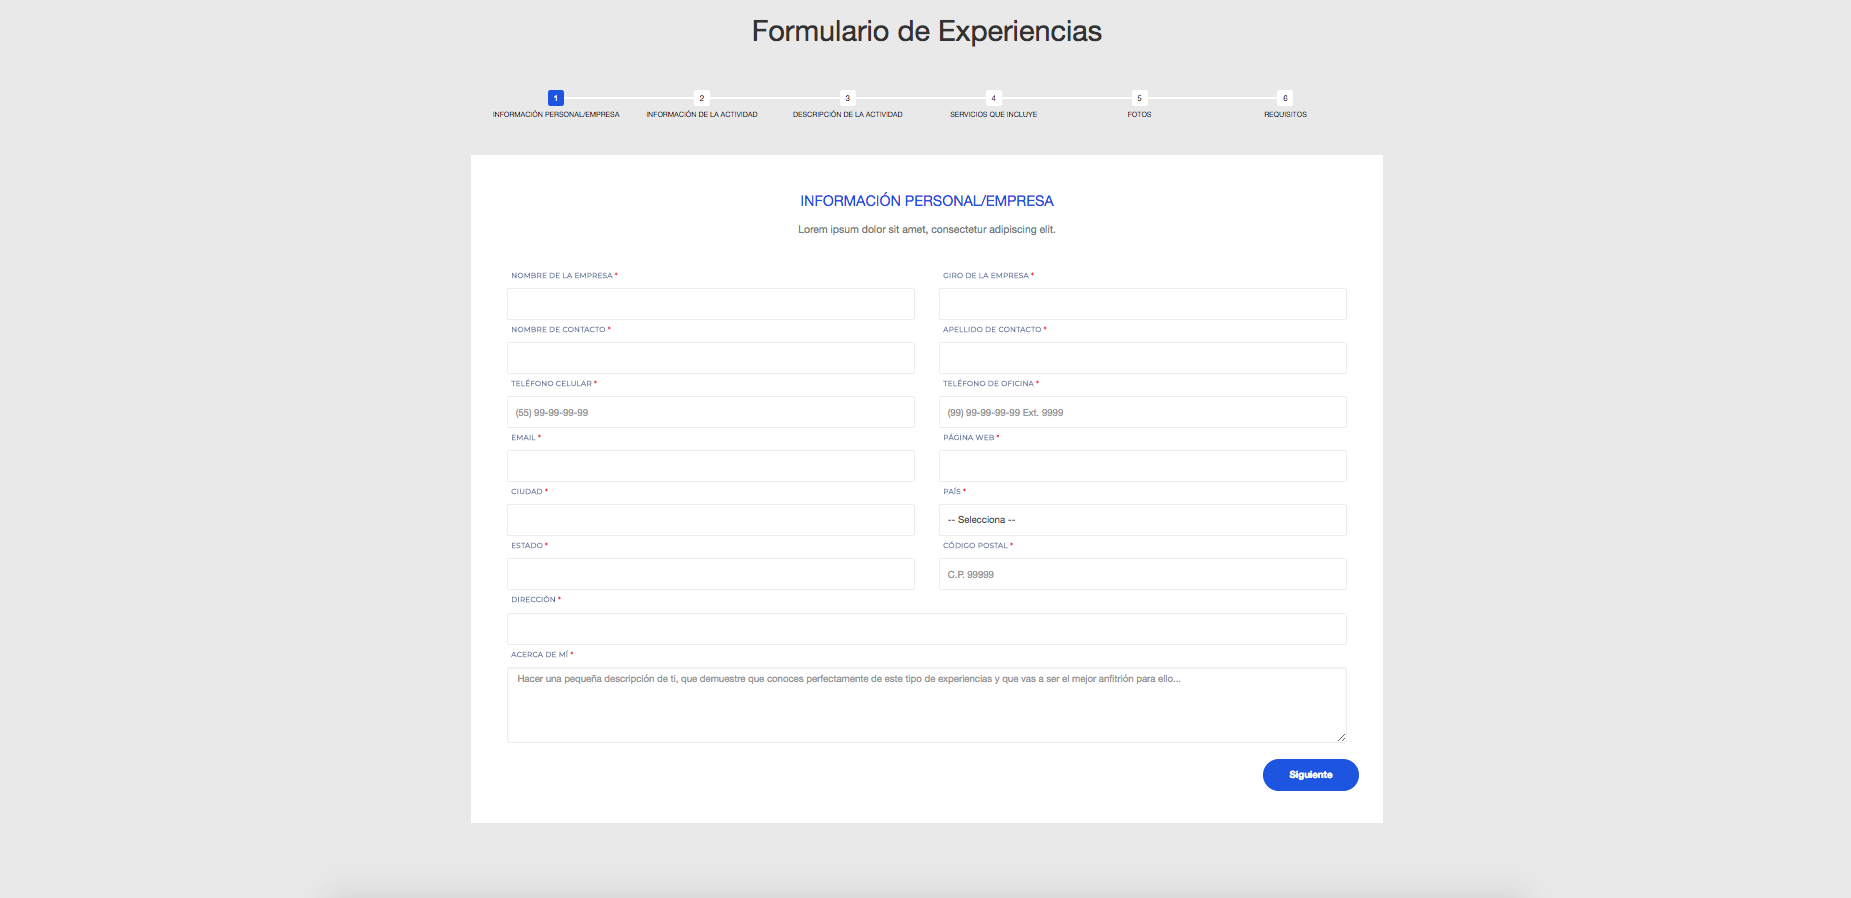 Formulario de Experiencias
1 2 3 4 5 6
INFORMACIÓN PERSONAL/EMPRESA INFORMACIÓN DE LA ACTIVIDAD DESCRIPCIÓN DE LA ACTIVIDAD SERVICIOS QUE INCLUYE FOTOS REQUISITOS
INFORMACIÓN PERSONAL/EMPRESA
Lorem ipsum dolor sit amet, consectetur adipiscing elit.
NOMBRE DE LA EMPRESA * GIRO DE LA EMPRESA *
NOMBRE DE CONTACTO * APELLIDO DE CONTACTO *
TELÉFONO CELULAR * TELÉFONO DE OFICINA *
(55) 99-99-99-99 (99) 99-99-99-99 Ext. 9999
EMAIL * PÁGINA WEB *
CIUDAD * PAÍS *
-- Selecciona --
ESTADO * CÓDIGO POSTAL *
C.P. 99999
DIRECCIÓN *
ACERCA DE MÍ *
Hacer una pequeña descripción de ti, que demuestre que conoces perfectamente de este tipo de experiencias y que vas a ser el mejor anfitrión para ello...
Siguiente